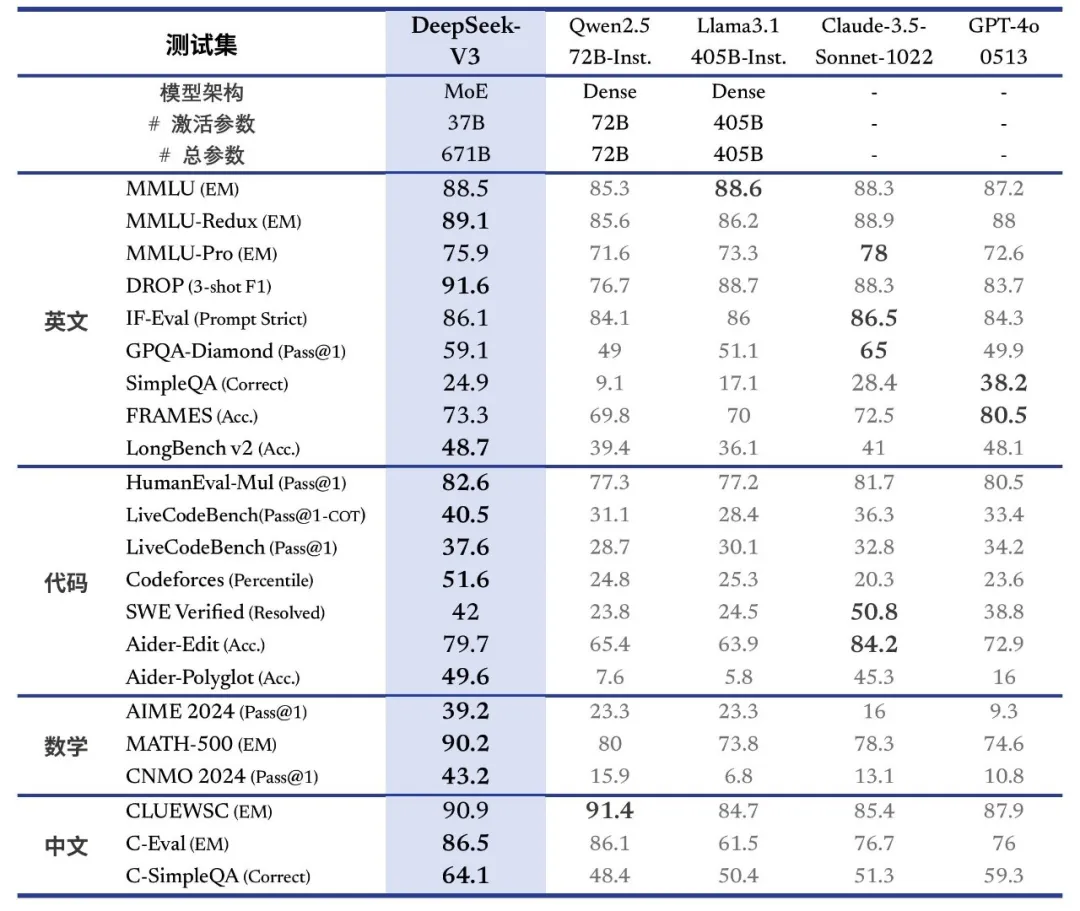 测试集 DeepSeek-V3 Qwen2.5 72B-Inst. Llama3.1 405B-Inst. Claude-3.5-Sonnet-1022 GPT-4o 0513
模型架构 MoE Dense Dense - -
# 激活参数 37B 72B 405B - -
# 总参数 671B 72B 405B - -
英文
MMLU (EM) 88.5 85.3 88.6 88.3 87.2
MMLU-Redux (EM) 89.1 85.6 86.2 88.9 88
MMLU-Pro (EM) 75.9 71.6 73.3 78 72.6
DROP (3-shot F1) 91.6 76.7 88.7 88.3 83.7
IF-Eval (Prompt Strict) 86.1 84.1 86 86.5 84.3
GPQA-Diamond (Pass@1) 59.1 49 51.1 65 49.9
SimpleQA (Correct) 24.9 9.1 17.1 28.4 38.2
FRAMES (Acc.) 73.3 69.8 70 72.5 80.5
LongBench v2 (Acc.) 48.7 39.4 36.1 41 48.1
代码
HumanEval-Mul (Pass@1) 82.6 77.3 77.2 81.7 80.5
LiveCodeBench(Pass@1-COT) 40.5 31.1 28.4 36.3 33.4
LiveCodeBench (Pass@1) 37.6 28.7 30.1 32.8 34.2
Codeforces (Percentile) 51.6 24.8 25.3 20.3 23.6
SWE Verified (Resolved) 42 23.8 24.5 50.8 38.8
Aider-Edit (Acc.) 79.7 65.4 63.9 84.2 72.9
Aider-Polyglot (Acc.) 49.6 7.6 5.8 45.3 16
数学
AIME 2024 (Pass@1) 39.2 23.3 23.3 16 9.3
MATH-500 (EM) 90.2 80 73.8 78.3 74.6
CNMO 2024 (Pass@1) 43.2 15.9 6.8 13.1 10.8
中文
CLUEWSC (EM) 90.9 91.4 84.7 85.4 87.9
C-Eval (EM) 86.5 86.1 61.5 76.7 76
C-SimpleQA (Correct) 64.1 48.4 50.4 51.3 59.3